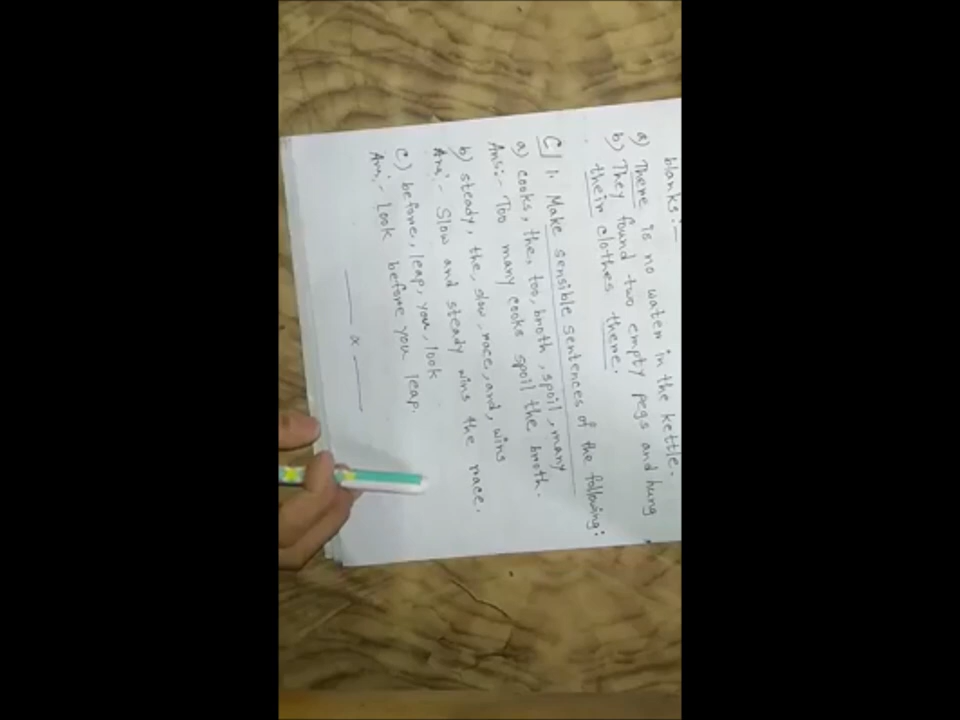 blanks:-
a) There is no water in the kettle.
b) They found two empty pegs and hung
their clothes there.
C) 1. Make sensible sentences of the following:
a) cooks, the, too, broth, spoil, many
Ans:- Too many cooks spoil the broth.
b) steady, the, slow, race, and, wins
Ans:- Slow and steady wins the race.
c) before, leap, you, look
Ans:- Look before you leap.